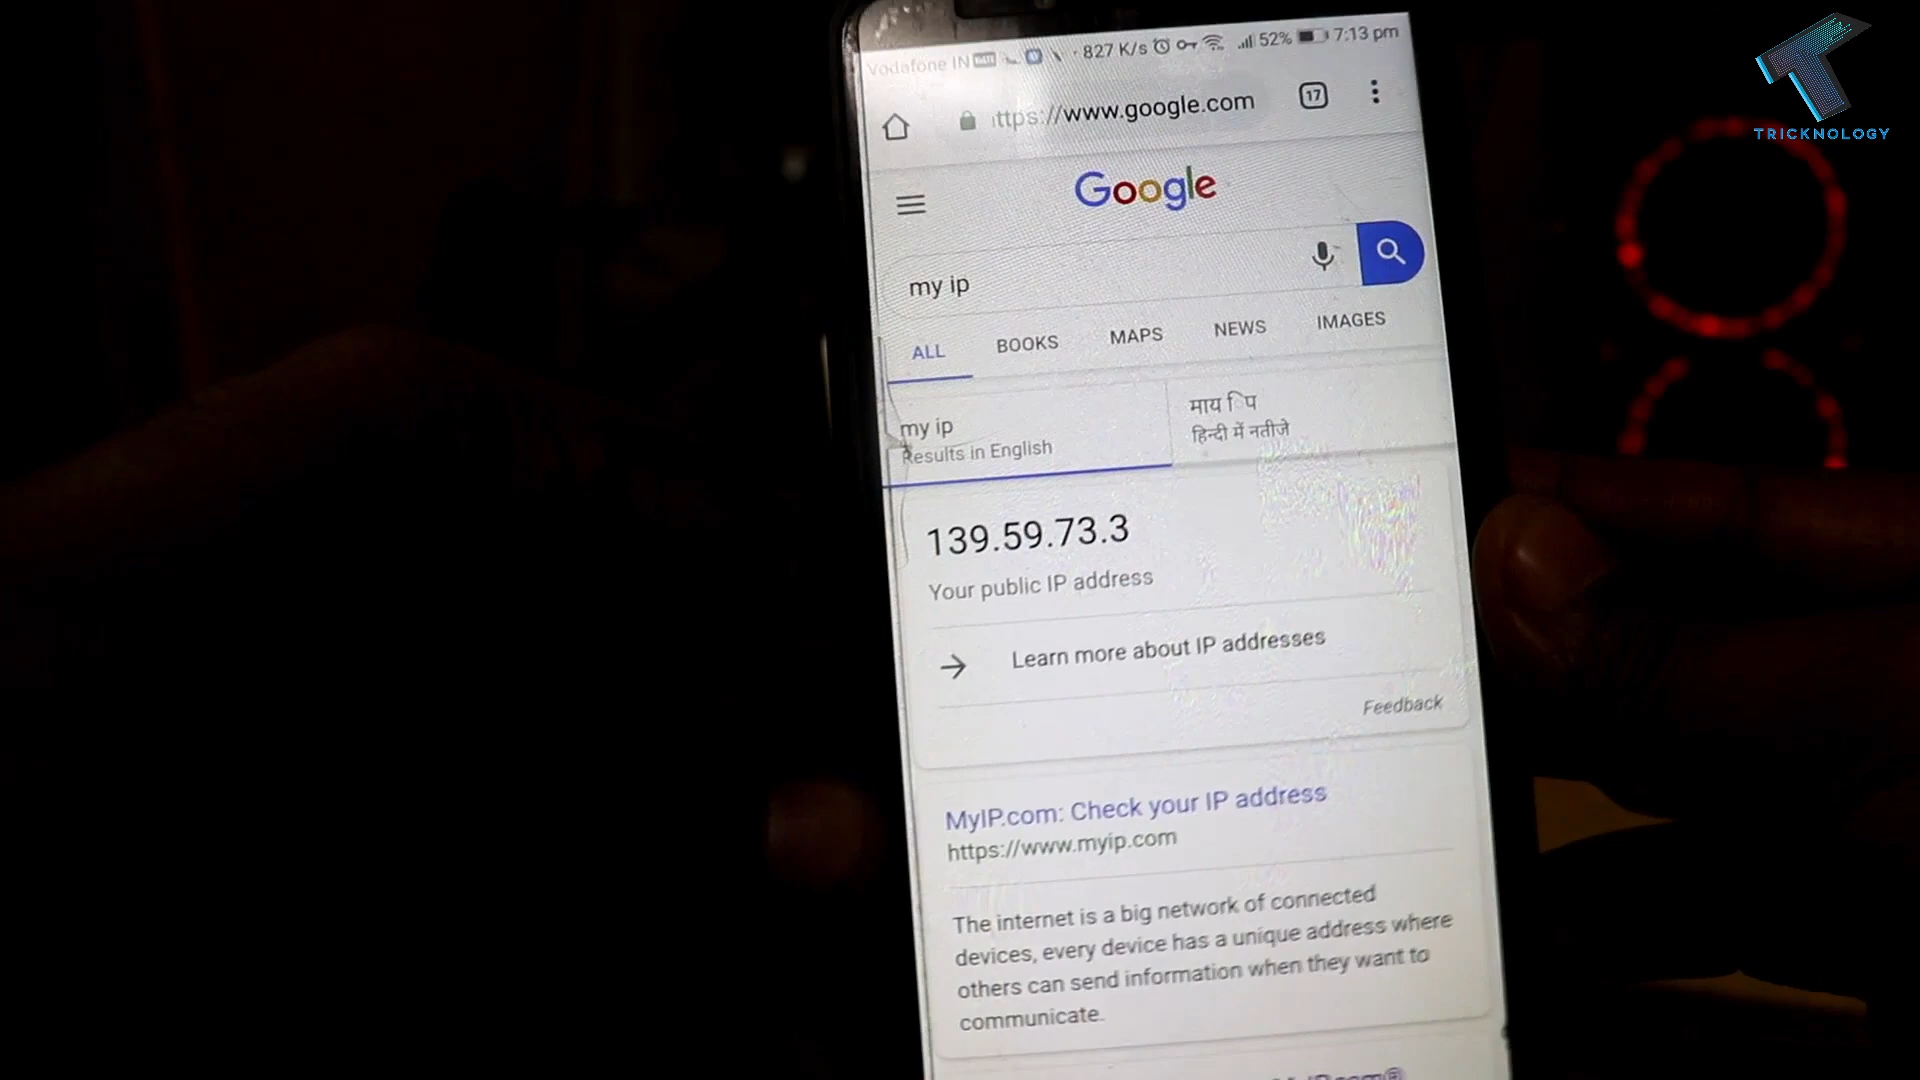 Vodafone IN VoLTE 827 K/s 52% 7:13 pm
ttps://www.google.com 17
TRICKNOLOGY
Google
my ip
ALL BOOKS MAPS NEWS IMAGES
my ip
Results in English
माय िप
हिन्दी में नतीजे
139.59.73.3
Your public IP address
Learn more about IP addresses
Feedback
MyIP.com: Check your IP address
https://www.myip.com
The internet is a big network of connected
devices, every device has a unique address where
others can send information when they want to
communicate.